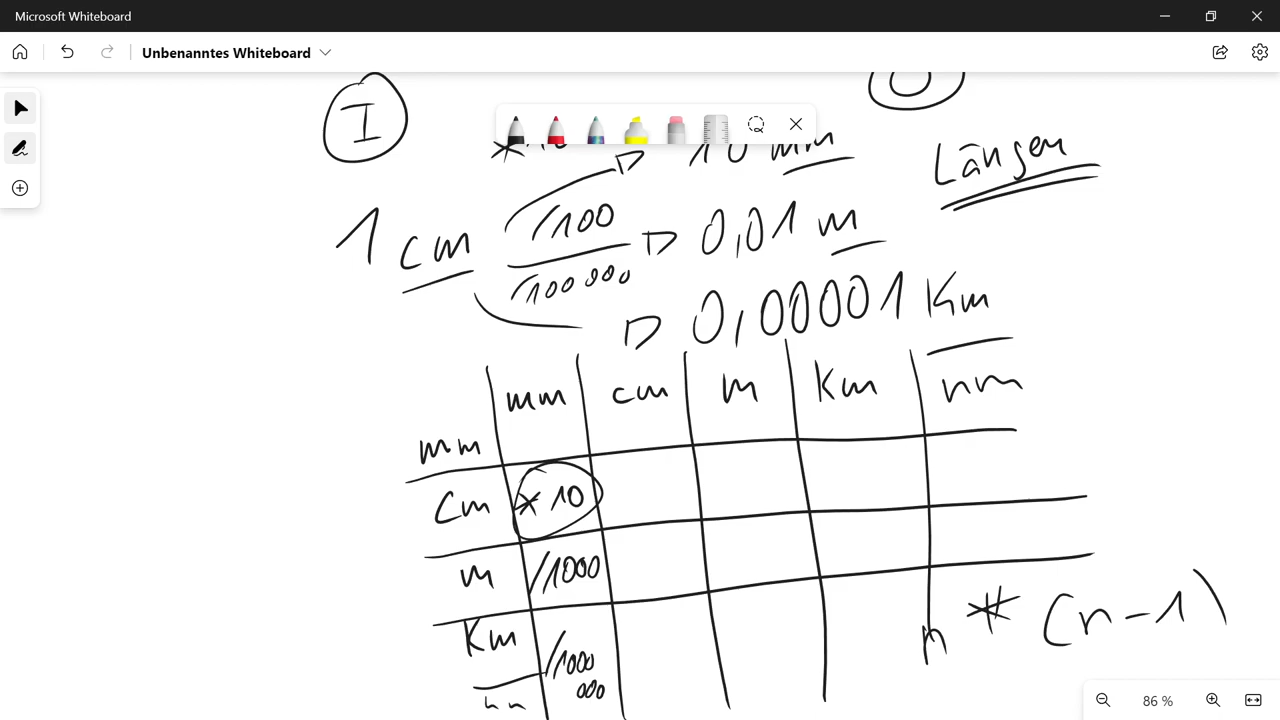 Microsoft Whiteboard
Unbenanntes Whiteboard
I
Längen
10 mm
1 cm /100 0,01 m
/100 000
0,00001 Km
mm cm m Km nm
mm
cm *10
m /1000
Km /1000 000
n * (n-1)
86 %